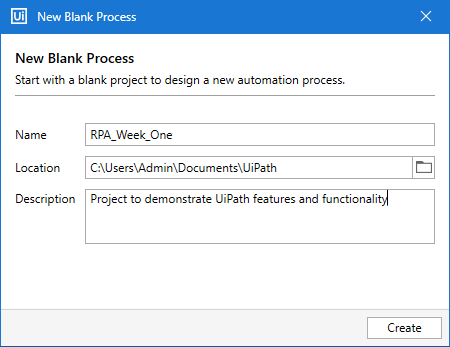 Ui New Blank Process
New Blank Process
Start with a blank project to design a new automation process.
Name RPA_Week_One
Location C:\Users\Admin\Documents\UiPath
Description Project to demonstrate UiPath features and functionality
Create